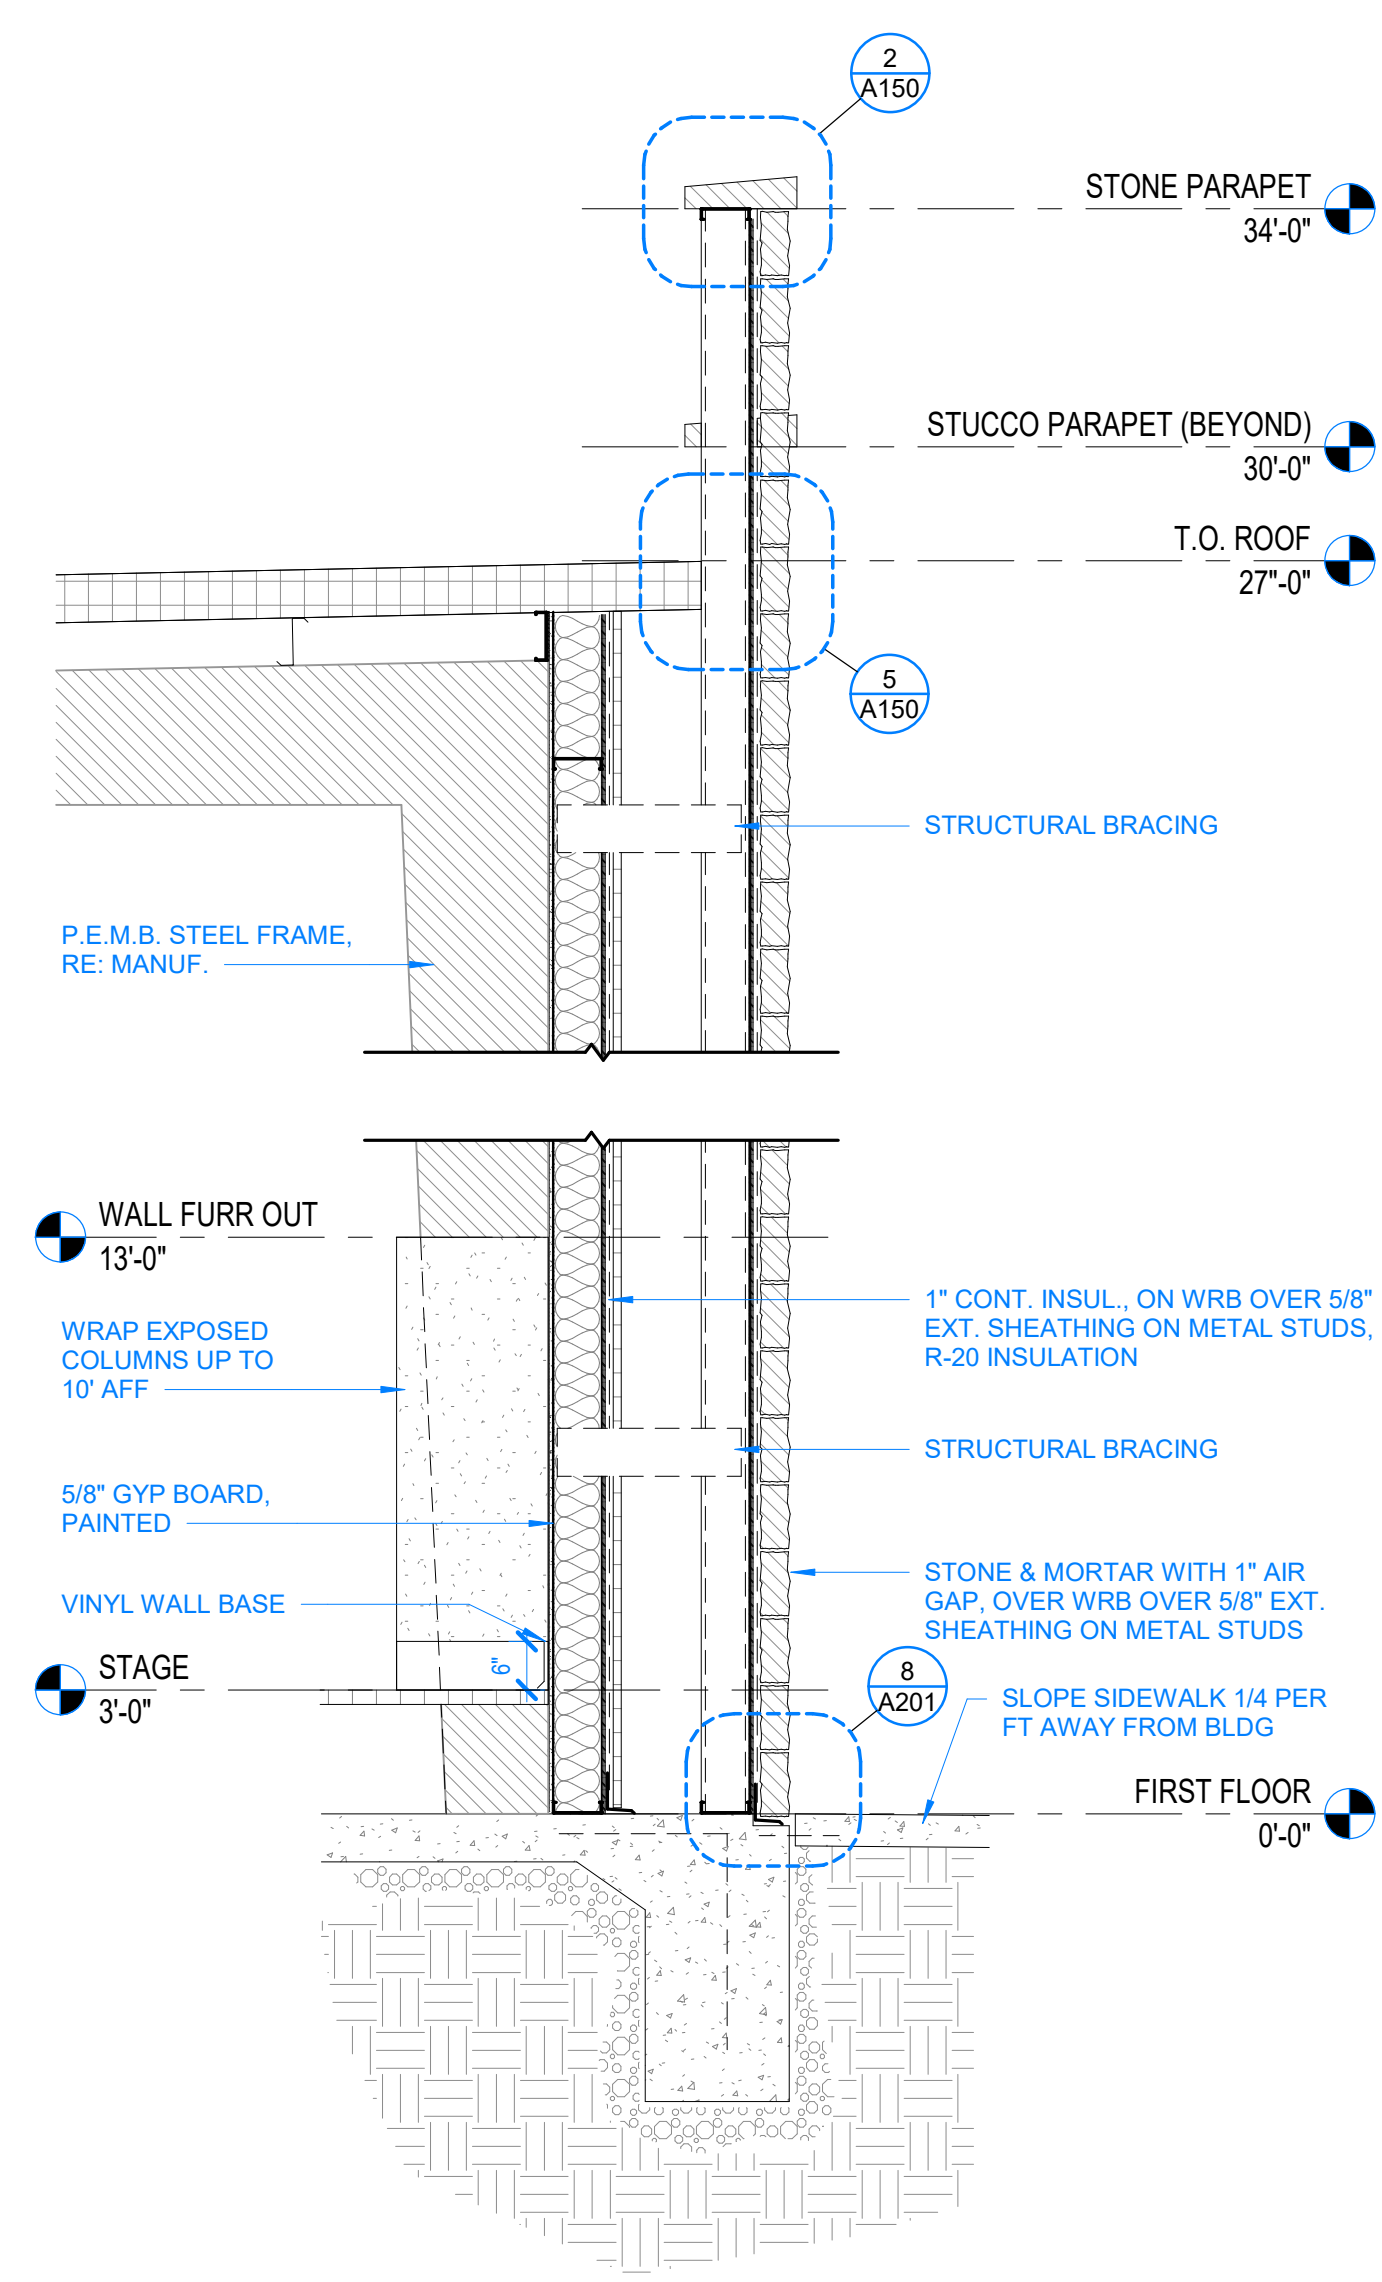 2
A150
STONE PARAPET
34'-0"
STUCCO PARAPET (BEYOND)
30'-0"
T.O. ROOF
27"-0"
5
A150
STRUCTURAL BRACING
P.E.M.B. STEEL FRAME,
RE: MANUF.
WALL FURR OUT
13'-0"
1" CONT. INSUL., ON WRB OVER 5/8"
EXT. SHEATHING ON METAL STUDS,
R-20 INSULATION
WRAP EXPOSED
COLUMNS UP TO
10' AFF
STRUCTURAL BRACING
5/8" GYP BOARD,
PAINTED
STONE & MORTAR WITH 1" AIR
GAP, OVER WRB OVER 5/8" EXT.
SHEATHING ON METAL STUDS
VINYL WALL BASE
6"
STAGE
3'-0"
8
A201
SLOPE SIDEWALK 1/4 PER
FT AWAY FROM BLDG
FIRST FLOOR
0'-0"